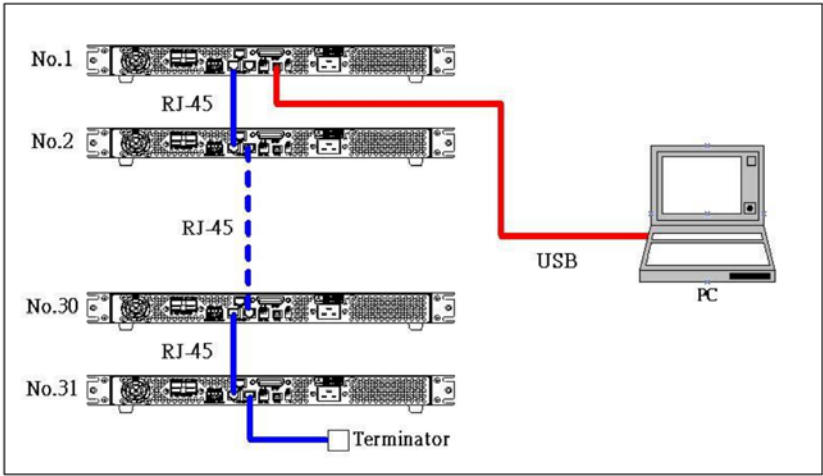 No.1
RJ-45
No.2
RJ-45
USB
PC
No.30
RJ-45
No.31
Terminator